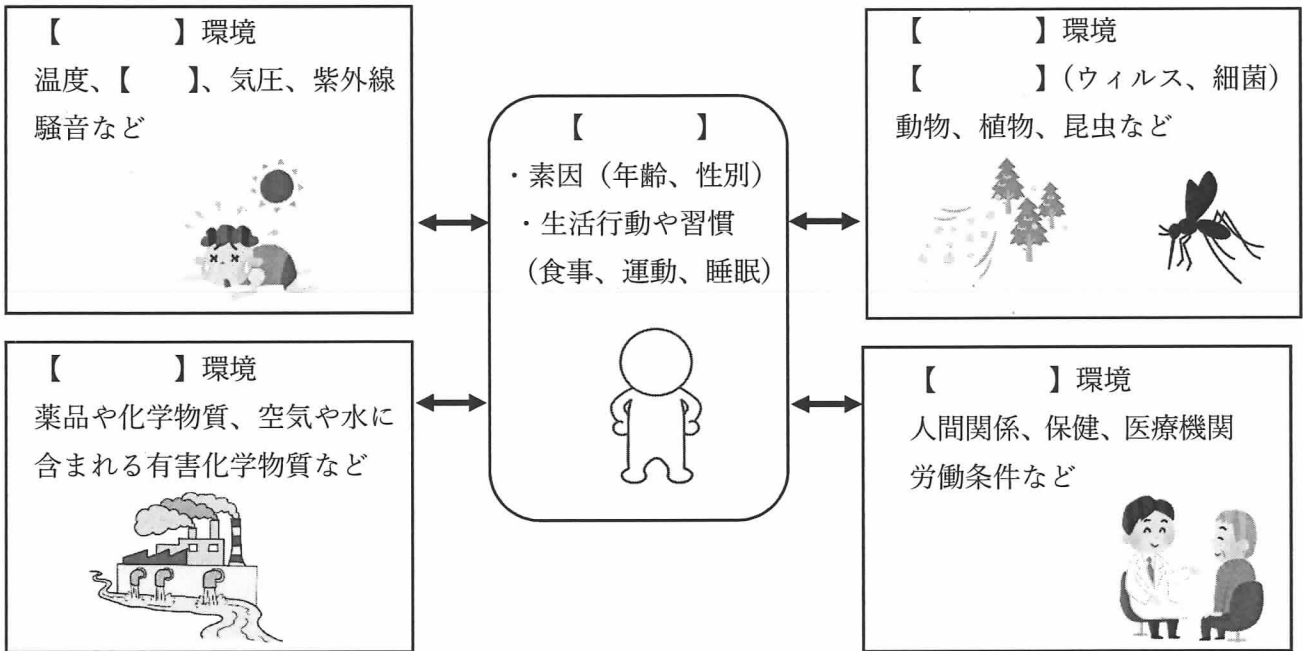 【　　　　】環境
温度、【　　】、気圧、紫外線
騒音など
【　　　　】環境
【　　　　】(ウィルス、細菌)
動物、植物、昆虫など
【　　　　】
・素因（年齢、性別）
・生活行動や習慣
（食事、運動、睡眠）
【　　　　】環境
薬品や化学物質、空気や水に
含まれる有害化学物質など
【　　　　】環境
人間関係、保健、医療機関
労働条件など